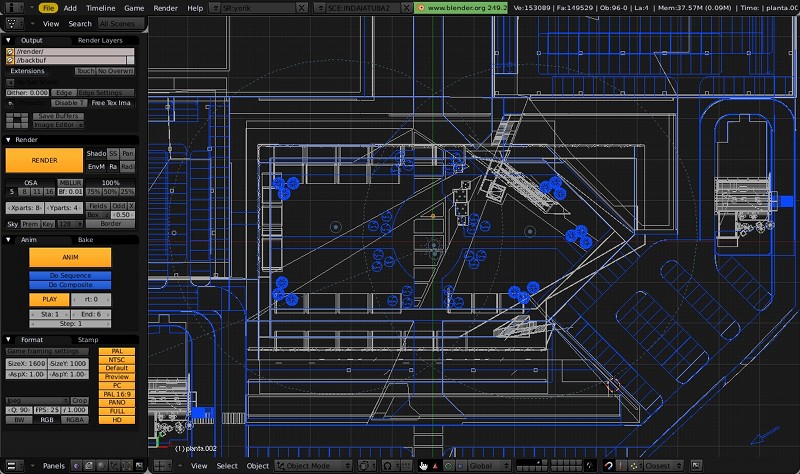 File Add Timeline Game Render Help SR:yorik SCE:INDAIATUBA2 www.blender.org 249.2 Ve:153089 | Fa:149529 | Ob:96-0 | La:4 | Mem:37.57M (0.09M) | Time: | planta.00
View Search All Scenes
Output Render Layers
//render/
//backbuf
Extensions Touch No Overwri
Dither: 0.000 Edge Edge Settings
Disable T Free Tex Ima
Save Buffers
Image Editor
Render
RENDER Shado SS Pan
EnvM Ra Radi
OSA MBLUR 100%
5 8 11 16 Bf: 0.01 75% 50% 25%
Xparts: 8 Yparts: 4 Fields Odd X
Box 0.50
Sky Prem Key 128 Border
Anim Bake
ANIM
Do Sequence
Do Composite
PLAY rt: 0
Sta: 1 End: 6
Step: 1
Format Stamp
Game framing settings PAL
NTSC
SizeX: 1600 SizeY: 1000 Default
AspX: 1.00 AspY: 1.00 Preview
PC
PAL 16:9
Jpeg Crop PANO
Q: 90 FPS: 25 / 1.000 FULL
BW RGB RGBA HD
(1) planta.002
Panels View Select Object Object Mode Global Closest